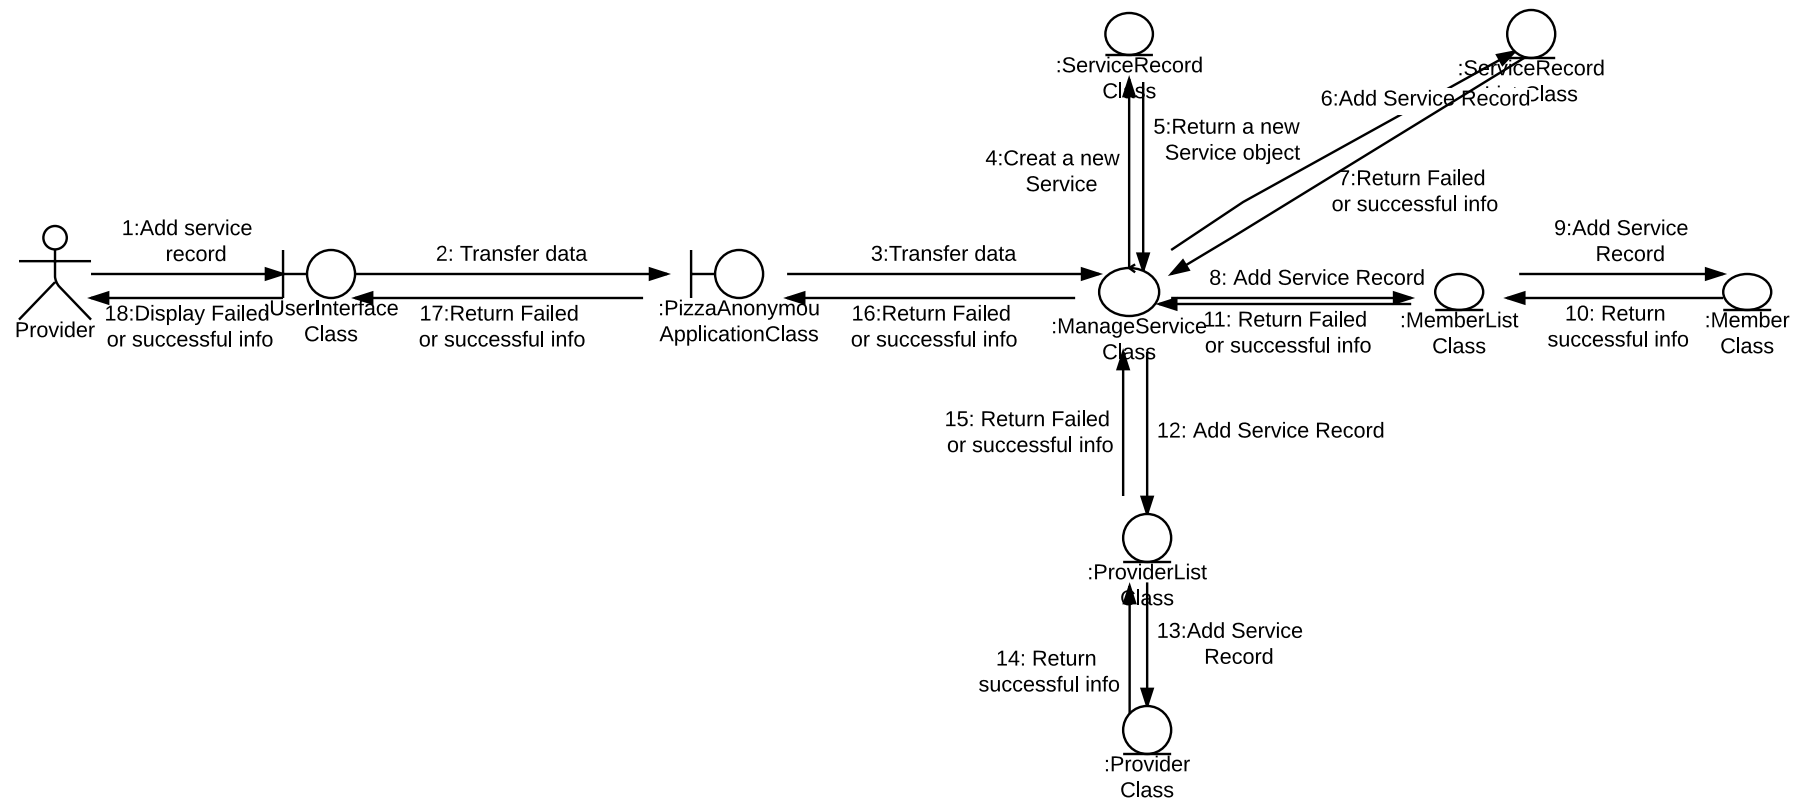 :ServiceRecord
Class
:ServiceRecord
Class
6:Add Service Record
5:Return a new
Service object
4:Creat a new
Service
7:Return Failed
or successful info
1:Add service
record
2: Transfer data
3:Transfer data
8: Add Service Record
9:Add Service
Record
Provider
18:Display Failed
or successful info
:UserInterface
Class
17:Return Failed
or successful info
:PizzaAnonymou
ApplicationClass
16:Return Failed
or successful info
:ManageService
Class
11: Return Failed
or successful info
:MemberList
Class
10: Return
successful info
:Member
Class
15: Return Failed
or successful info
12: Add Service Record
:ProviderList
Class
13:Add Service
Record
14: Return
successful info
:Provider
Class